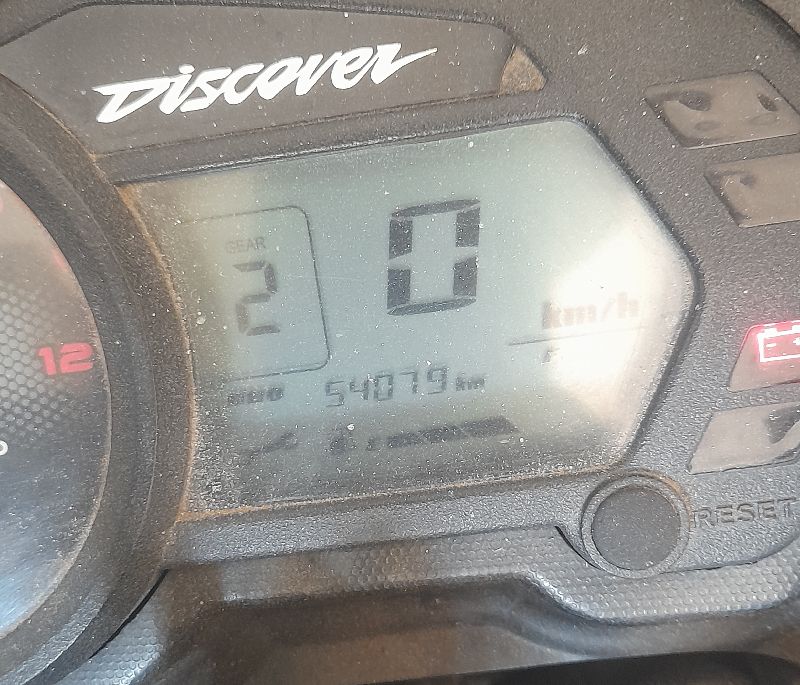 Discover
GEAR
2
0
km/h
12
54079 km
RESET